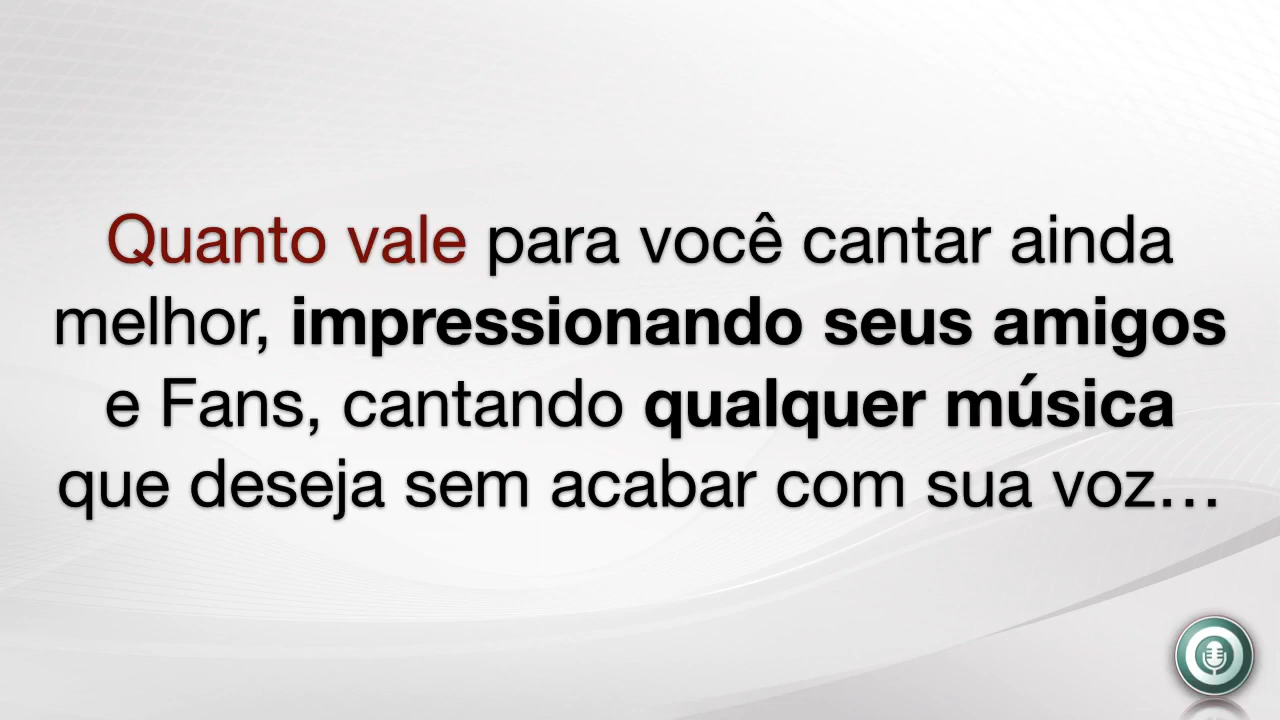 Quanto vale para você cantar ainda
melhor, impressionando seus amigos
e Fans, cantando qualquer música
que deseja sem acabar com sua voz…